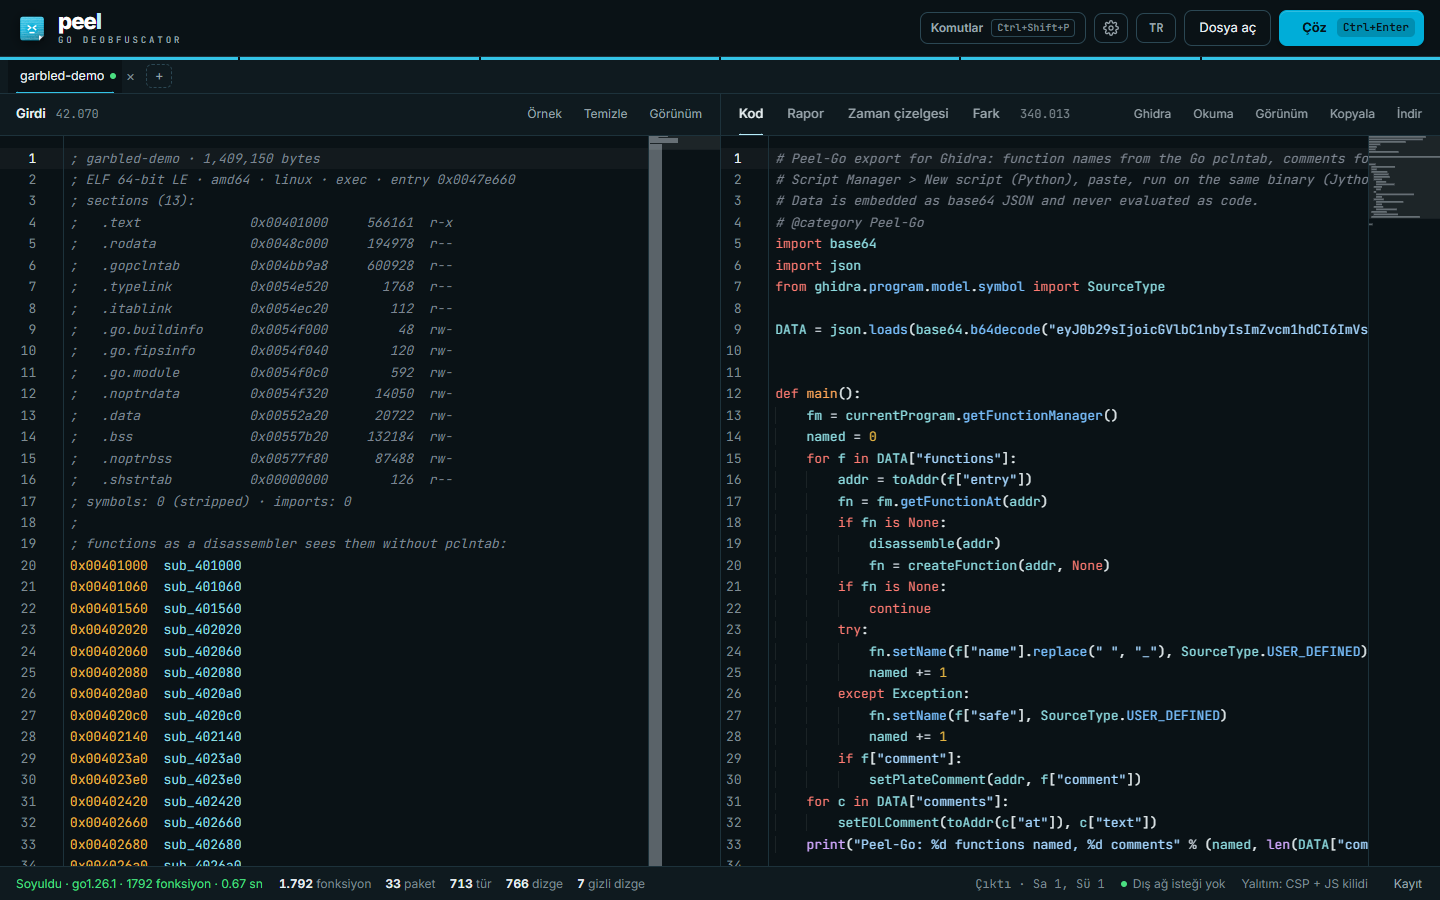 peel
GO DEOBFUSCATOR
Komutlar Ctrl+Shift+P
TR
Dosya aç
Çöz Ctrl+Enter
garbled-demo × +
Girdi 42.070 Örnek Temizle Görünüm
1 ; garbled-demo · 1,409,150 bytes
2 ; ELF 64-bit LE · amd64 · linux · exec · entry 0x0047e660
3 ; sections (13):
4 ;   .text 0x00401000 566161 r-x
5 ;   .rodata 0x0048c000 194978 r--
6 ;   .gopclntab 0x004bb9a8 600928 r--
7 ;   .typelink 0x0054e520 1768 r--
8 ;   .itablink 0x0054ec20 112 r--
9 ;   .go.buildinfo 0x0054f000 48 rw-
10 ;   .go.fipsinfo 0x0054f040 120 rw-
11 ;   .go.module 0x0054f0c0 592 rw-
12 ;   .noptrdata 0x0054f320 14050 rw-
13 ;   .data 0x00552a20 20722 rw-
14 ;   .bss 0x00557b20 132184 rw-
15 ;   .noptrbss 0x00577f80 87488 rw-
16 ;   .shstrtab 0x00000000 126 r--
17 ; symbols: 0 (stripped) · imports: 0
18 ;
19 ; functions as a disassembler sees them without pclntab:
20 0x00401000 sub_401000
21 0x00401060 sub_401060
22 0x00401560 sub_401560
23 0x00402020 sub_402020
24 0x00402060 sub_402060
25 0x00402080 sub_402080
26 0x004020a0 sub_4020a0
27 0x004020c0 sub_4020c0
28 0x00402140 sub_402140
29 0x004023a0 sub_4023a0
30 0x004023e0 sub_4023e0
31 0x00402420 sub_402420
32 0x00402660 sub_402660
33 0x00402680 sub_402680
34 0x004026a0 sub_4026a0
Kod Rapor Zaman çizelgesi Fark 340.013 Ghidra Okuma Görünüm Kopyala İndir
1 # Peel-Go export for Ghidra: function names from the Go pclntab, comments fo
2 # Script Manager > New script (Python), paste, run on the same binary (Jytho
3 # Data is embedded as base64 JSON and never evaluated as code.
4 # @category Peel-Go
5 import base64
6 import json
7 from ghidra.program.model.symbol import SourceType
8
9 DATA = json.loads(base64.b64decode("eyJ0b29sIjoicGVlbC1nbyIsImZvcm1hdCI6ImVs
10
11
12 def main():
13     fm = currentProgram.getFunctionManager()
14     named = 0
15     for f in DATA["functions"]:
16         addr = toAddr(f["entry"])
17         fn = fm.getFunctionAt(addr)
18         if fn is None:
19             disassemble(addr)
20             fn = createFunction(addr, None)
21         if fn is None:
22             continue
23         try:
24             fn.setName(f["name"].replace(" ", "_"), SourceType.USER_DEFINED)
25             named += 1
26         except Exception:
27             fn.setName(f["safe"], SourceType.USER_DEFINED)
28             named += 1
29         if f["comment"]:
30             setPlateComment(addr, f["comment"])
31     for c in DATA["comments"]:
32         setEOLComment(toAddr(c["at"]), c["text"])
33     print("Peel-Go: %d functions named, %d comments" % (named, len(DATA["com
34
Soyuldu · go1.26.1 · 1792 fonksiyon · 0.67 sn 1.792 fonksiyon 33 paket 713 tür 766 dizge 7 gizli dizge Çıktı · Sa 1, Sü 1 Dış ağ isteği yok Yalıtım: CSP + JS kilidi Kayıt